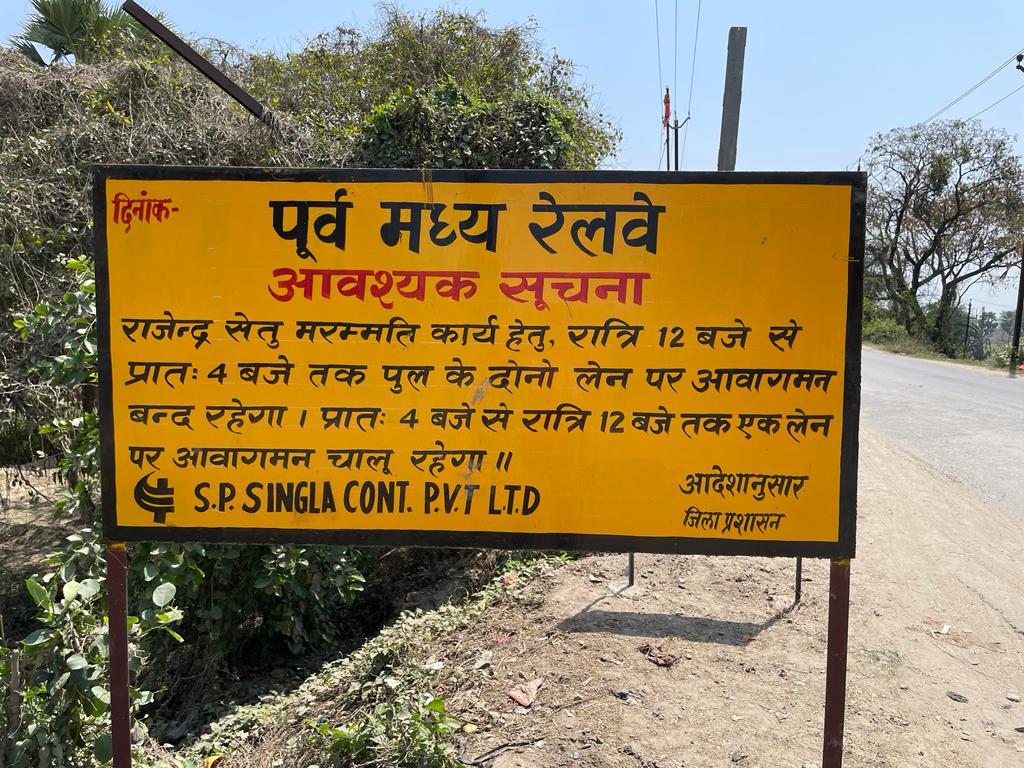 दिनांक-
पूर्व मध्य रेलवे
आवश्यक सूचना
राजेन्द्र सेतु मरम्मति कार्य हेतु, रात्रि 12 बजे से
प्रातः 4 बजे तक पुल के दोनो लेन पर आवागमन
बन्द रहेगा । प्रातः 4 बजे से रात्रि 12 बजे तक एक लेन
पर आवागमन चालू रहेगा ॥
S.P. SINGLA CONT. P.V.T L.T.D
आदेशानुसार
जिला प्रशासन